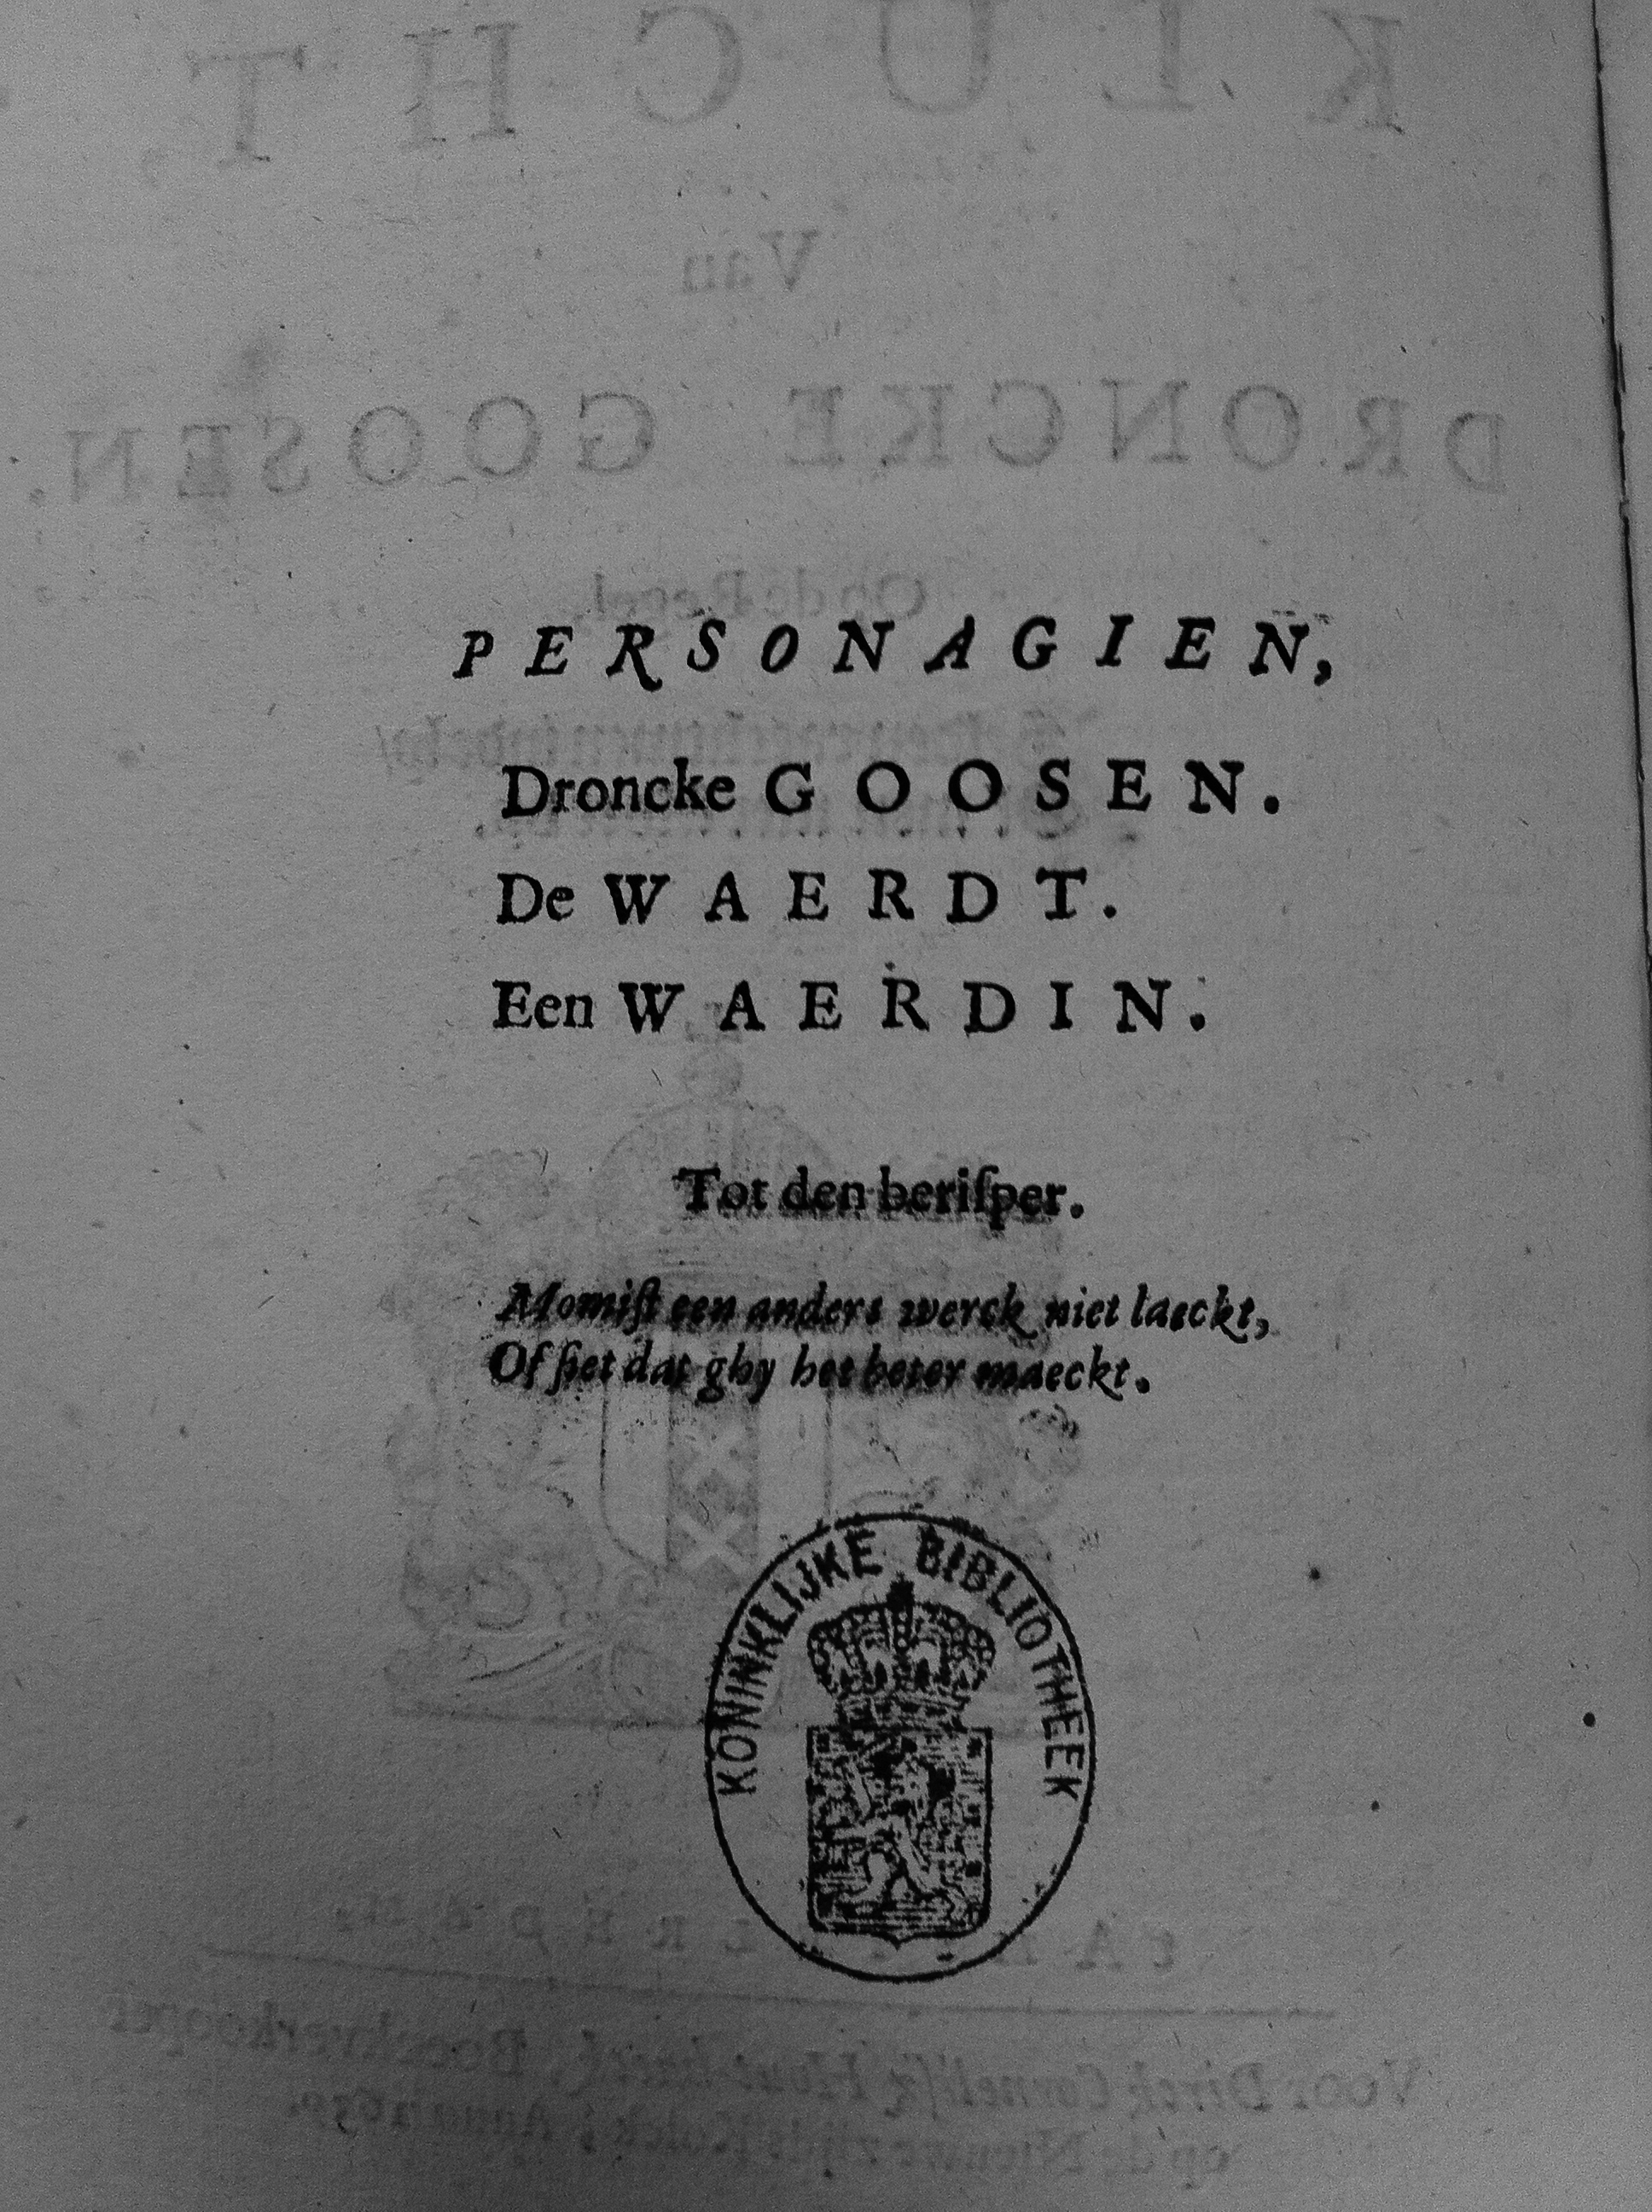 PERSONAGIEN,
Droncke GOOSEN.
De WAERDT.
Een WAERDIN.
Tot den beriſper.
Momiſt een anders werck niet laeckt,
Of ſiet dat ghy het beter maeckt.
KONINKLIJKE BIBLIOTHEEK